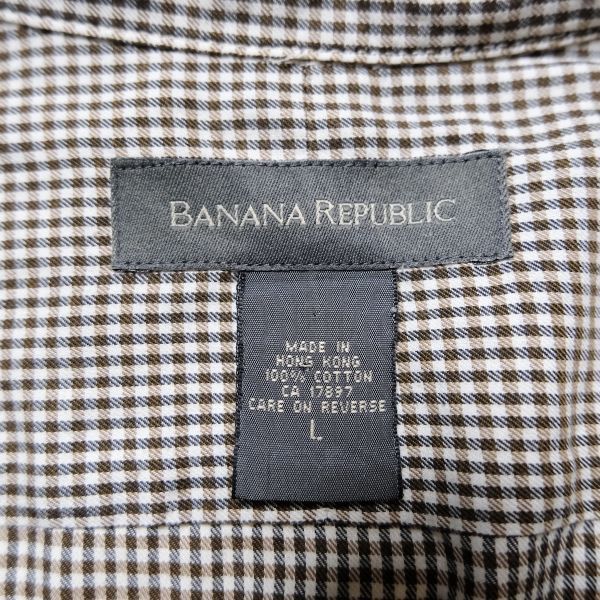 BANANA REPUBLIC
MADE IN
HONG KONG
100% COTTON
CA 17897
CARE ON REVERSE
L